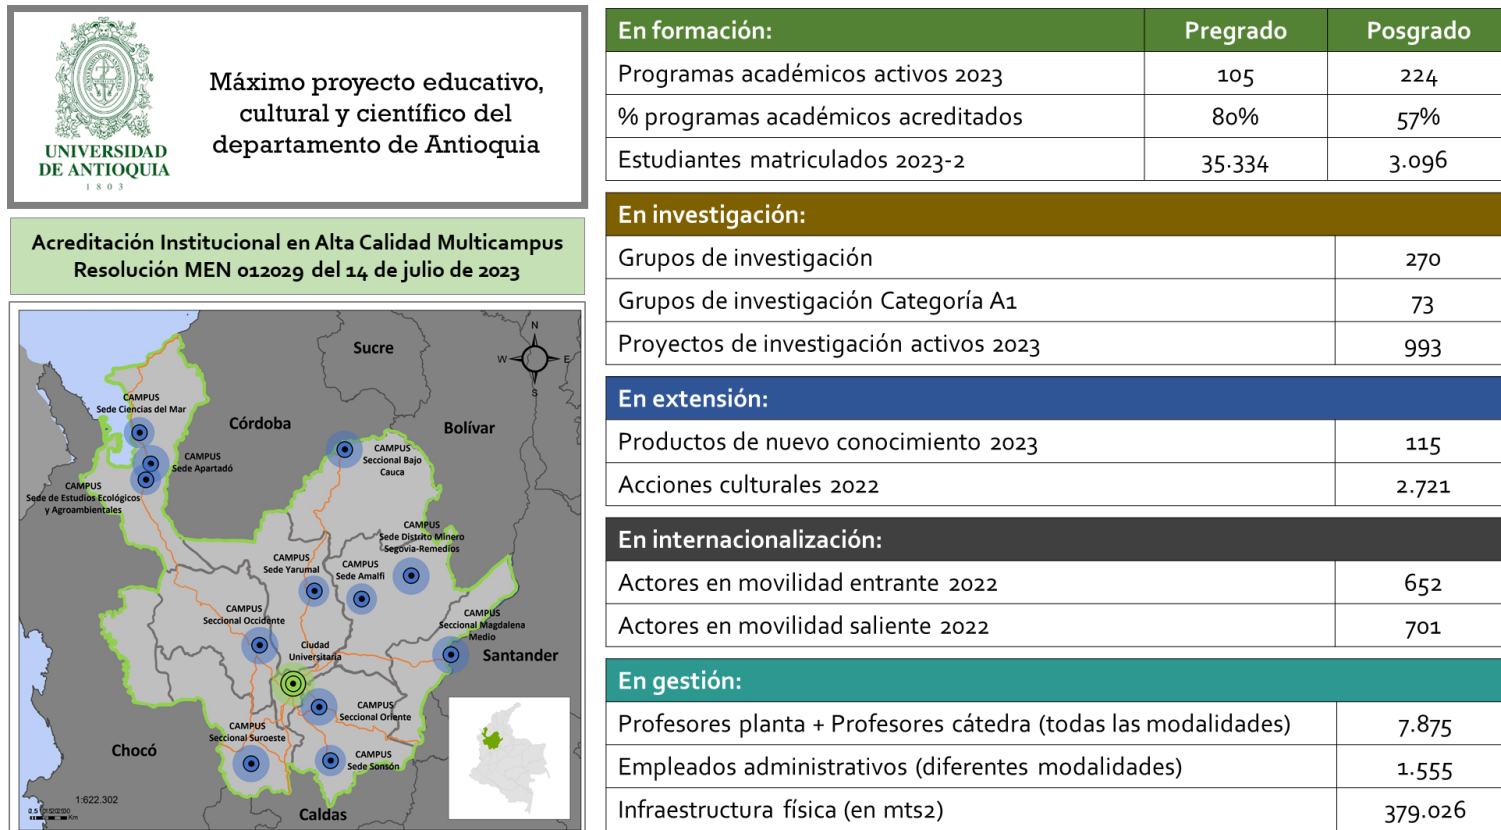 UNIVERSIDAD
DE ANTIOQUIA
1803
Máximo proyecto educativo,
cultural y científico del
departamento de Antioquia
Acreditación Institucional en Alta Calidad Multicampus
Resolución MEN 012029 del 14 de julio de 2023
N
W
E
S
Sucre
Córdoba
Bolívar
Santander
Chocó
Caldas
CAMPUS
Sede Ciencias del Mar
CAMPUS
Sede Apartadó
CAMPUS
Sede de Estudios Ecológicos
y Agroambientales
CAMPUS
Seccional Bajo
Cauca
CAMPUS
Sede Distrito Minero
Segovia-Remedios
CAMPUS
Sede Yarumal
CAMPUS
Sede Amalfi
CAMPUS
Seccional Occidente
CAMPUS
Seccional Magdalena
Medio
Ciudad
Universitaria
CAMPUS
Seccional Oriente
CAMPUS
Seccional Suroeste
CAMPUS
Sede Sonsón
1:622.302
Km
En formación: Pregrado Posgrado
Programas académicos activos 2023 105 224
% programas académicos acreditados 80% 57%
Estudiantes matriculados 2023-2 35.334 3.096
En investigación:
Grupos de investigación 270
Grupos de investigación Categoría A1 73
Proyectos de investigación activos 2023 993
En extensión:
Productos de nuevo conocimiento 2023 115
Acciones culturales 2022 2.721
En internacionalización:
Actores en movilidad entrante 2022 652
Actores en movilidad saliente 2022 701
En gestión:
Profesores planta + Profesores cátedra (todas las modalidades) 7.875
Empleados administrativos (diferentes modalidades) 1.555
Infraestructura física (en mts2) 379.026